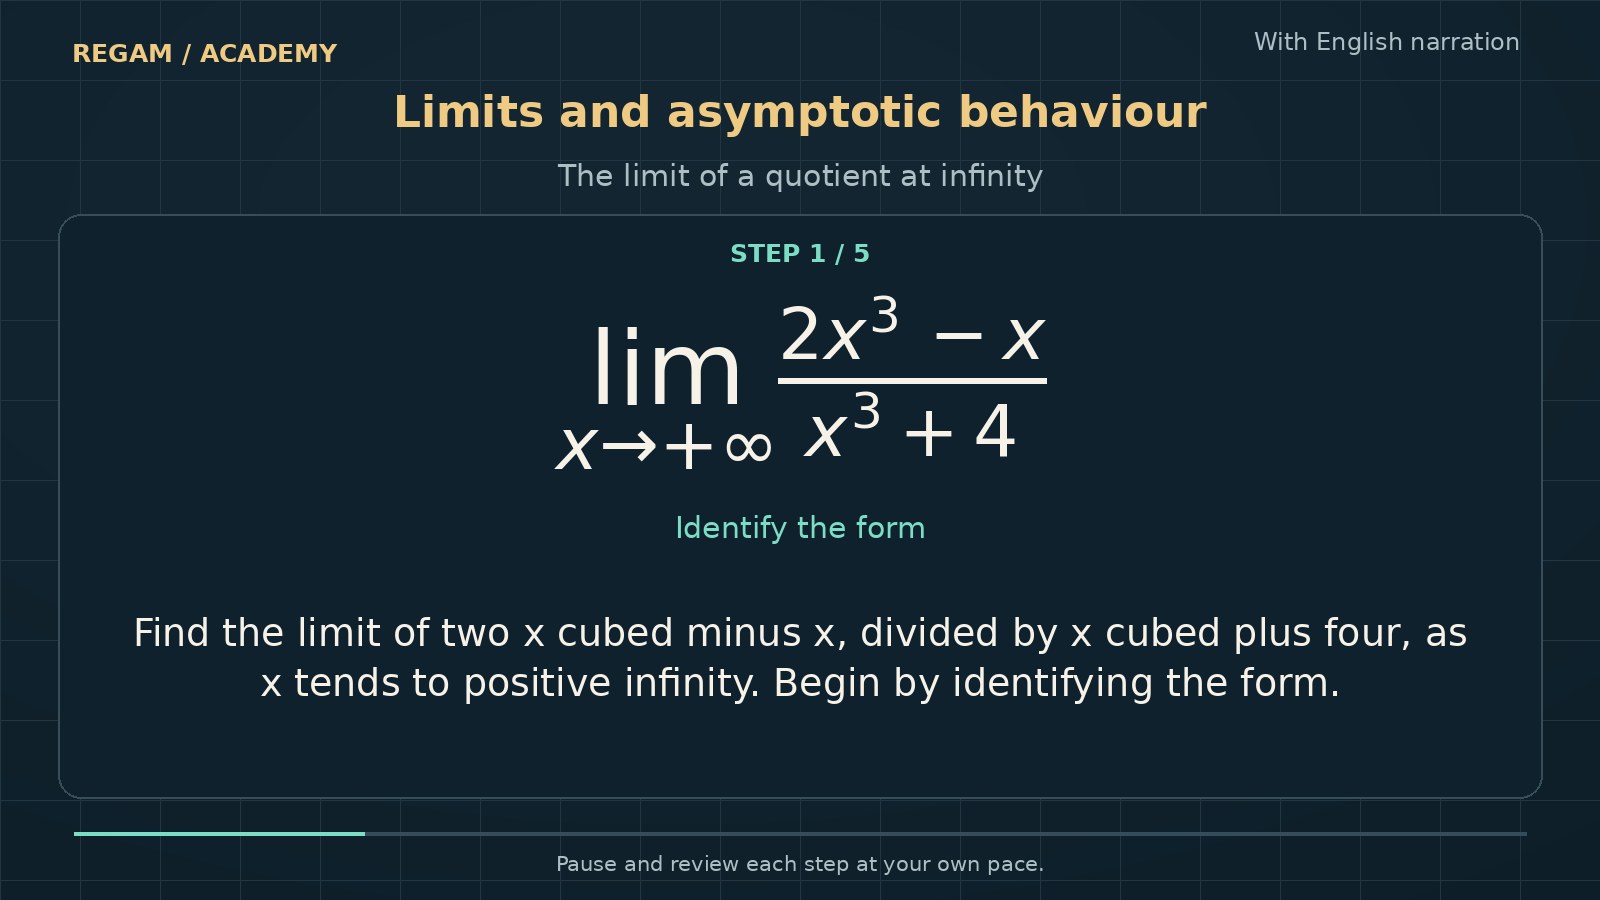 REGAM / ACADEMY
With English narration
Limits and asymptotic behaviour
The limit of a quotient at infinity
STEP 1 / 5
lim x→+∞ (2x³ − x)/(x³ + 4)
Identify the form
Find the limit of two x cubed minus x, divided by x cubed plus four, as
x tends to positive infinity. Begin by identifying the form.
Pause and review each step at your own pace.